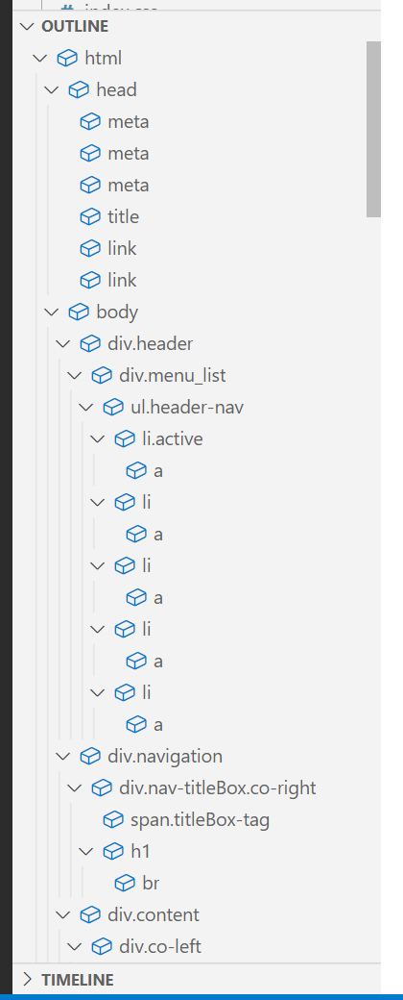 OUTLINE
html
head
meta
meta
meta
title
link
link
body
div.header
div.menu_list
ul.header-nav
li.active
a
li
a
li
a
li
a
li
a
div.navigation
div.nav-titleBox.co-right
span.titleBox-tag
h1
br
div.content
div.co-left
TIMELINE